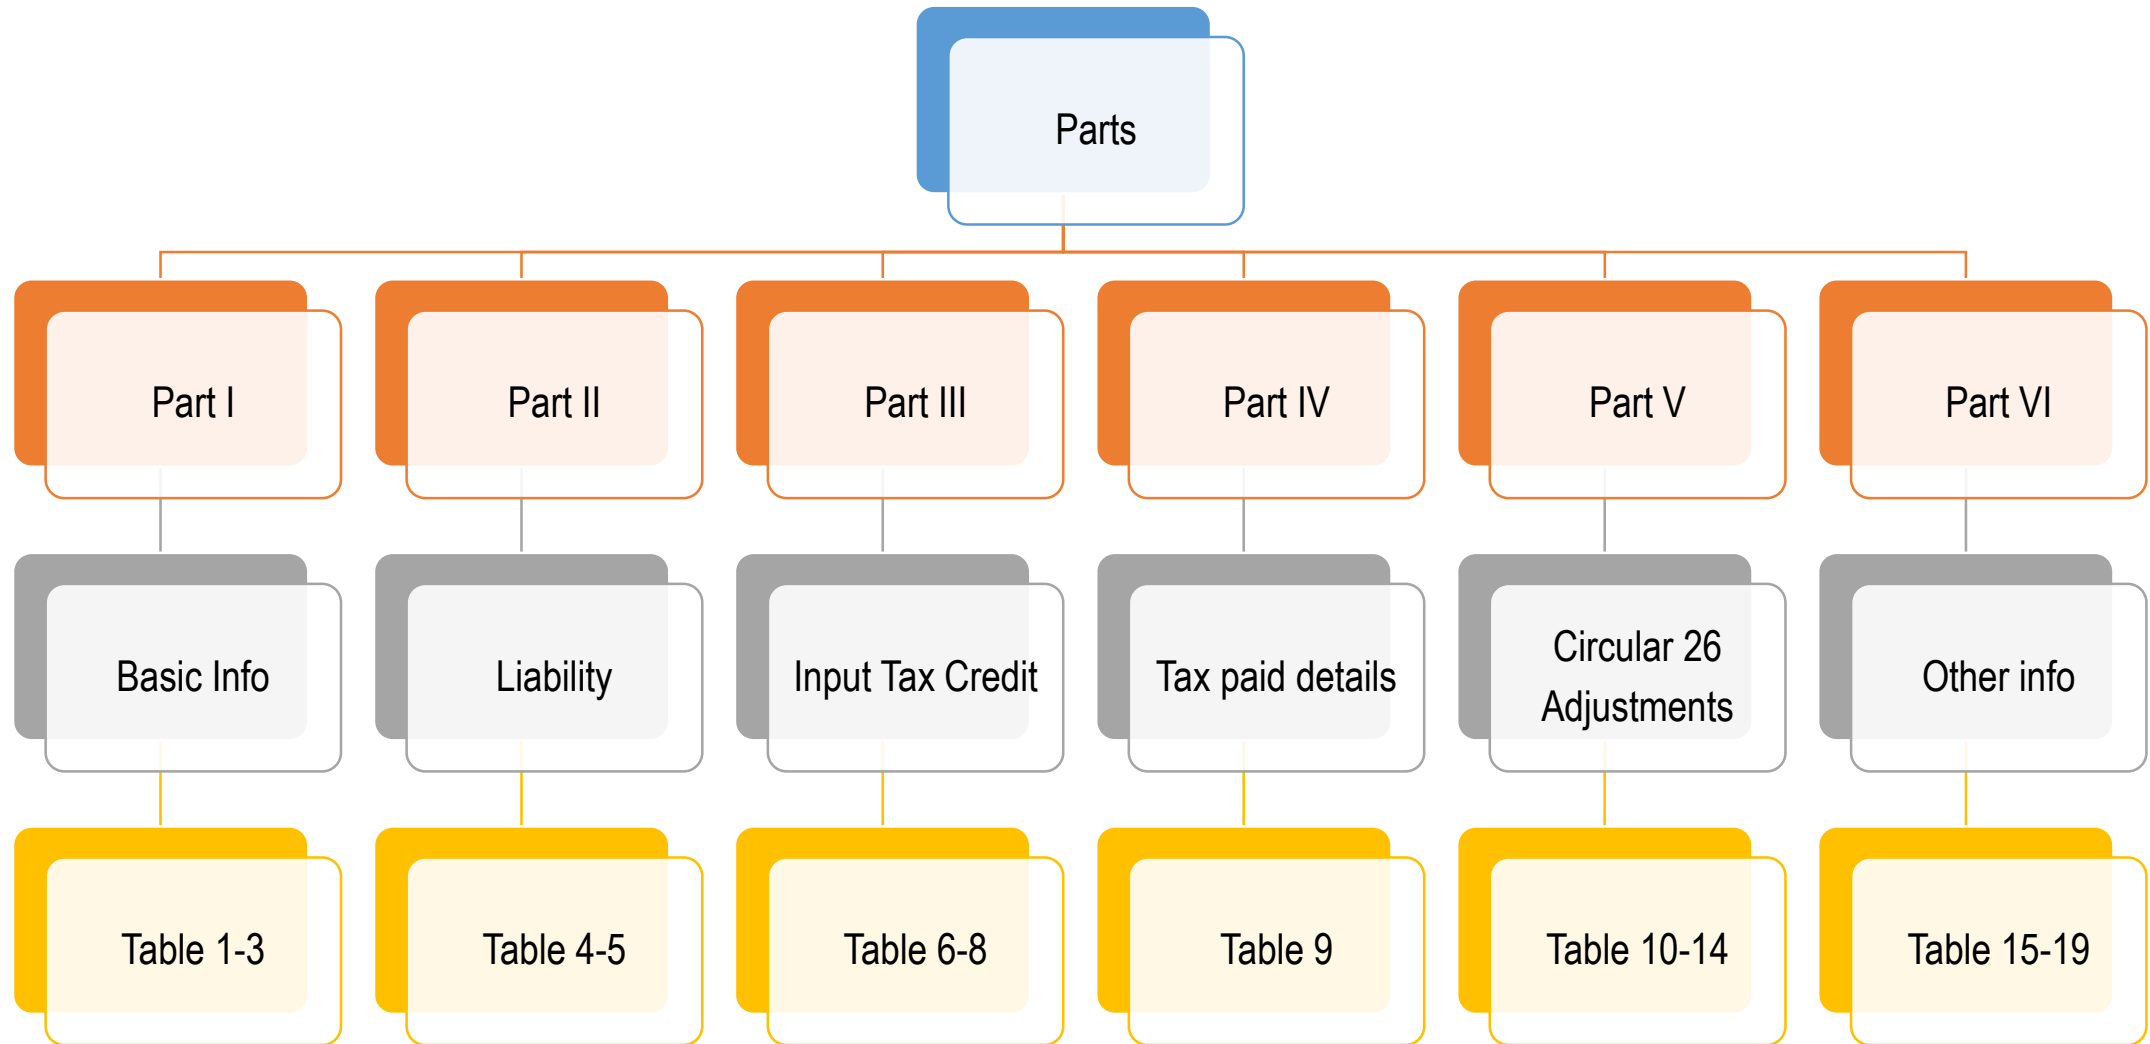 Parts
Part I
Part II
Part III
Part IV
Part V
Part VI
Basic Info
Liability
Input Tax Credit
Tax paid details
Circular 26
Adjustments
Other info
Table 1-3
Table 4-5
Table 6-8
Table 9
Table 10-14
Table 15-19